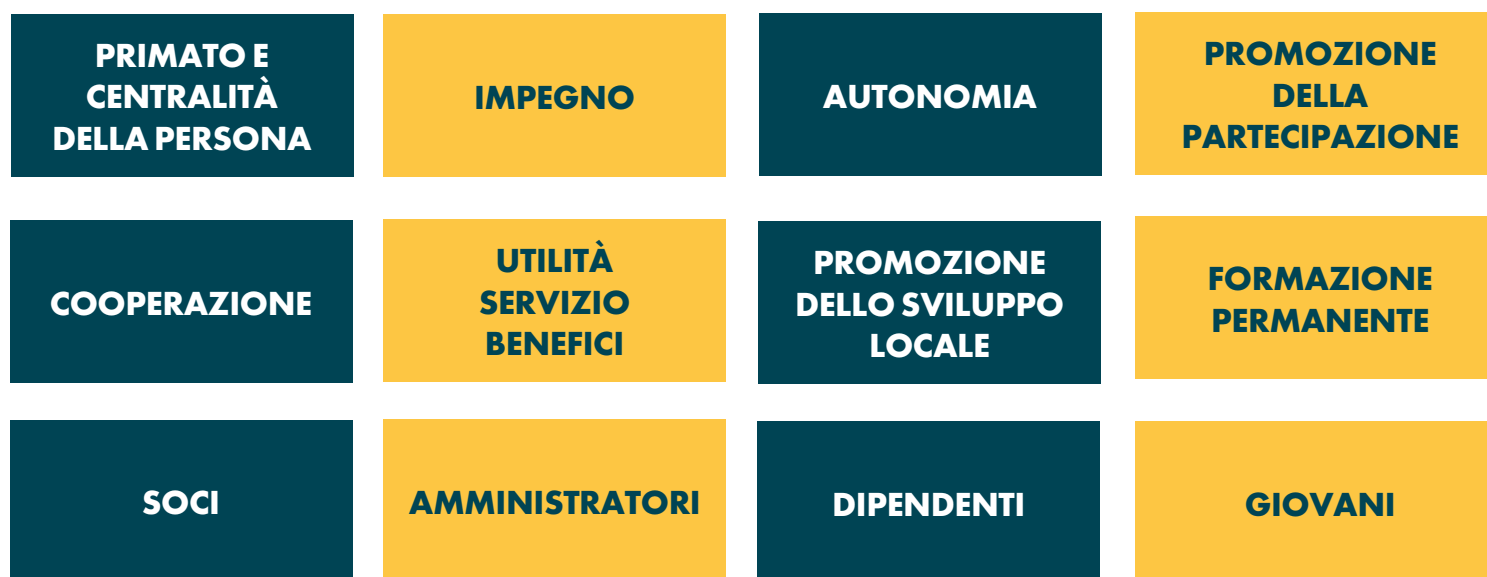 PRIMATO E
CENTRALITÀ
DELLA PERSONA
IMPEGNO
AUTONOMIA
PROMOZIONE
DELLA
PARTECIPAZIONE
COOPERAZIONE
UTILITÀ
SERVIZIO
BENEFICI
PROMOZIONE
DELLO SVILUPPO
LOCALE
FORMAZIONE
PERMANENTE
SOCI
AMMINISTRATORI
DIPENDENTI
GIOVANI